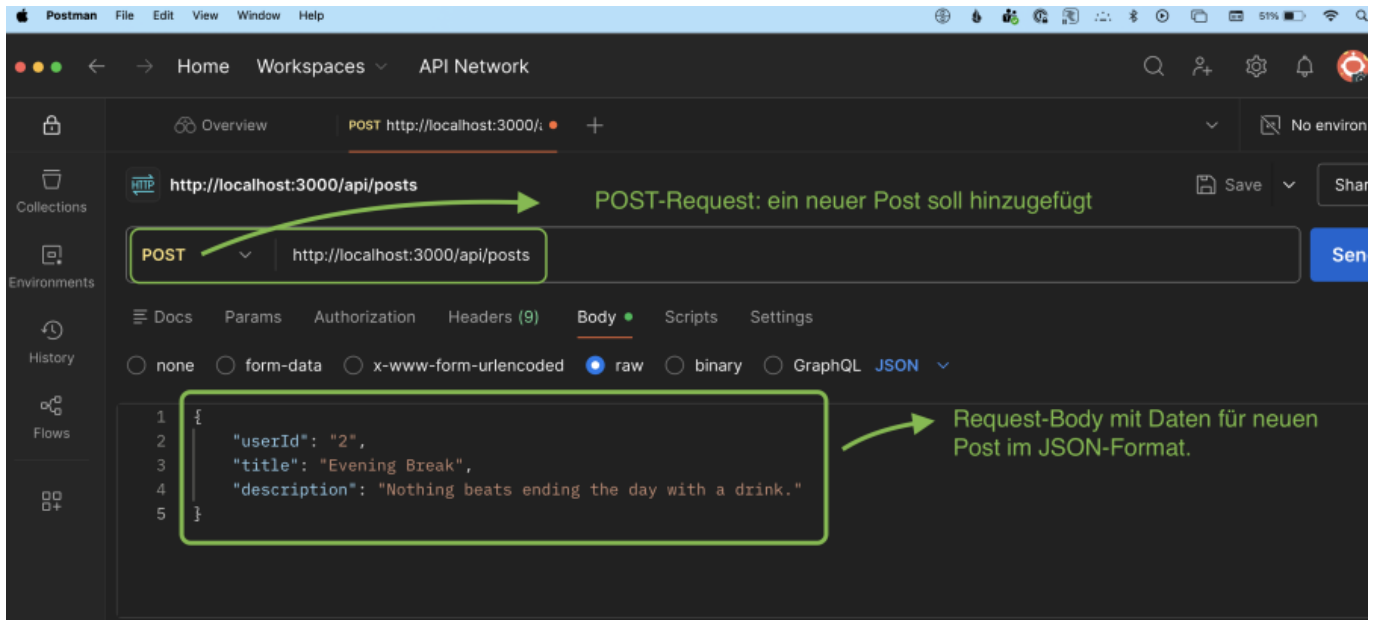 Postman File Edit View Window Help 51%
Home Workspaces API Network
Overview POST http://localhost:3000/ No environ
HTTP http://localhost:3000/api/posts Save Shar
POST-Request: ein neuer Post soll hinzugefügt
POST http://localhost:3000/api/posts Sen
Collections
Environments
History
Flows
Docs Params Authorization Headers (9) Body Scripts Settings
none form-data x-www-form-urlencoded raw binary GraphQL JSON
1 {
2 "userId": "2",
3 "title": "Evening Break",
4 "description": "Nothing beats ending the day with a drink."
5 }
Request-Body mit Daten für neuen
Post im JSON-Format.